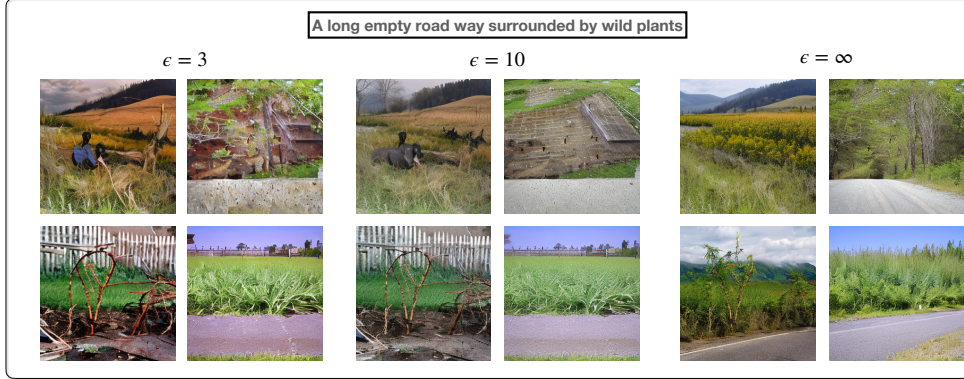 A long empty road way surrounded by wild plants
ϵ = 3
ϵ = 10
ϵ = ∞